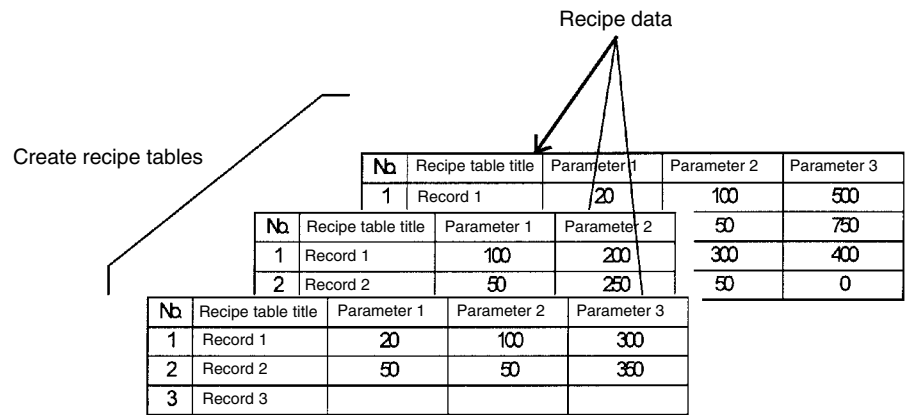 Recipe data
Create recipe tables
No. Recipe table title Parameter 1 Parameter 2 Parameter 3
1 Record 1 20 100 500
50 750
300 400
50 0
No. Recipe table title Parameter 1 Parameter 2
1 Record 1 100 200
2 Record 2 50 250
No. Recipe table title Parameter 1 Parameter 2 Parameter 3
1 Record 1 20 100 300
2 Record 2 50 50 350
3 Record 3